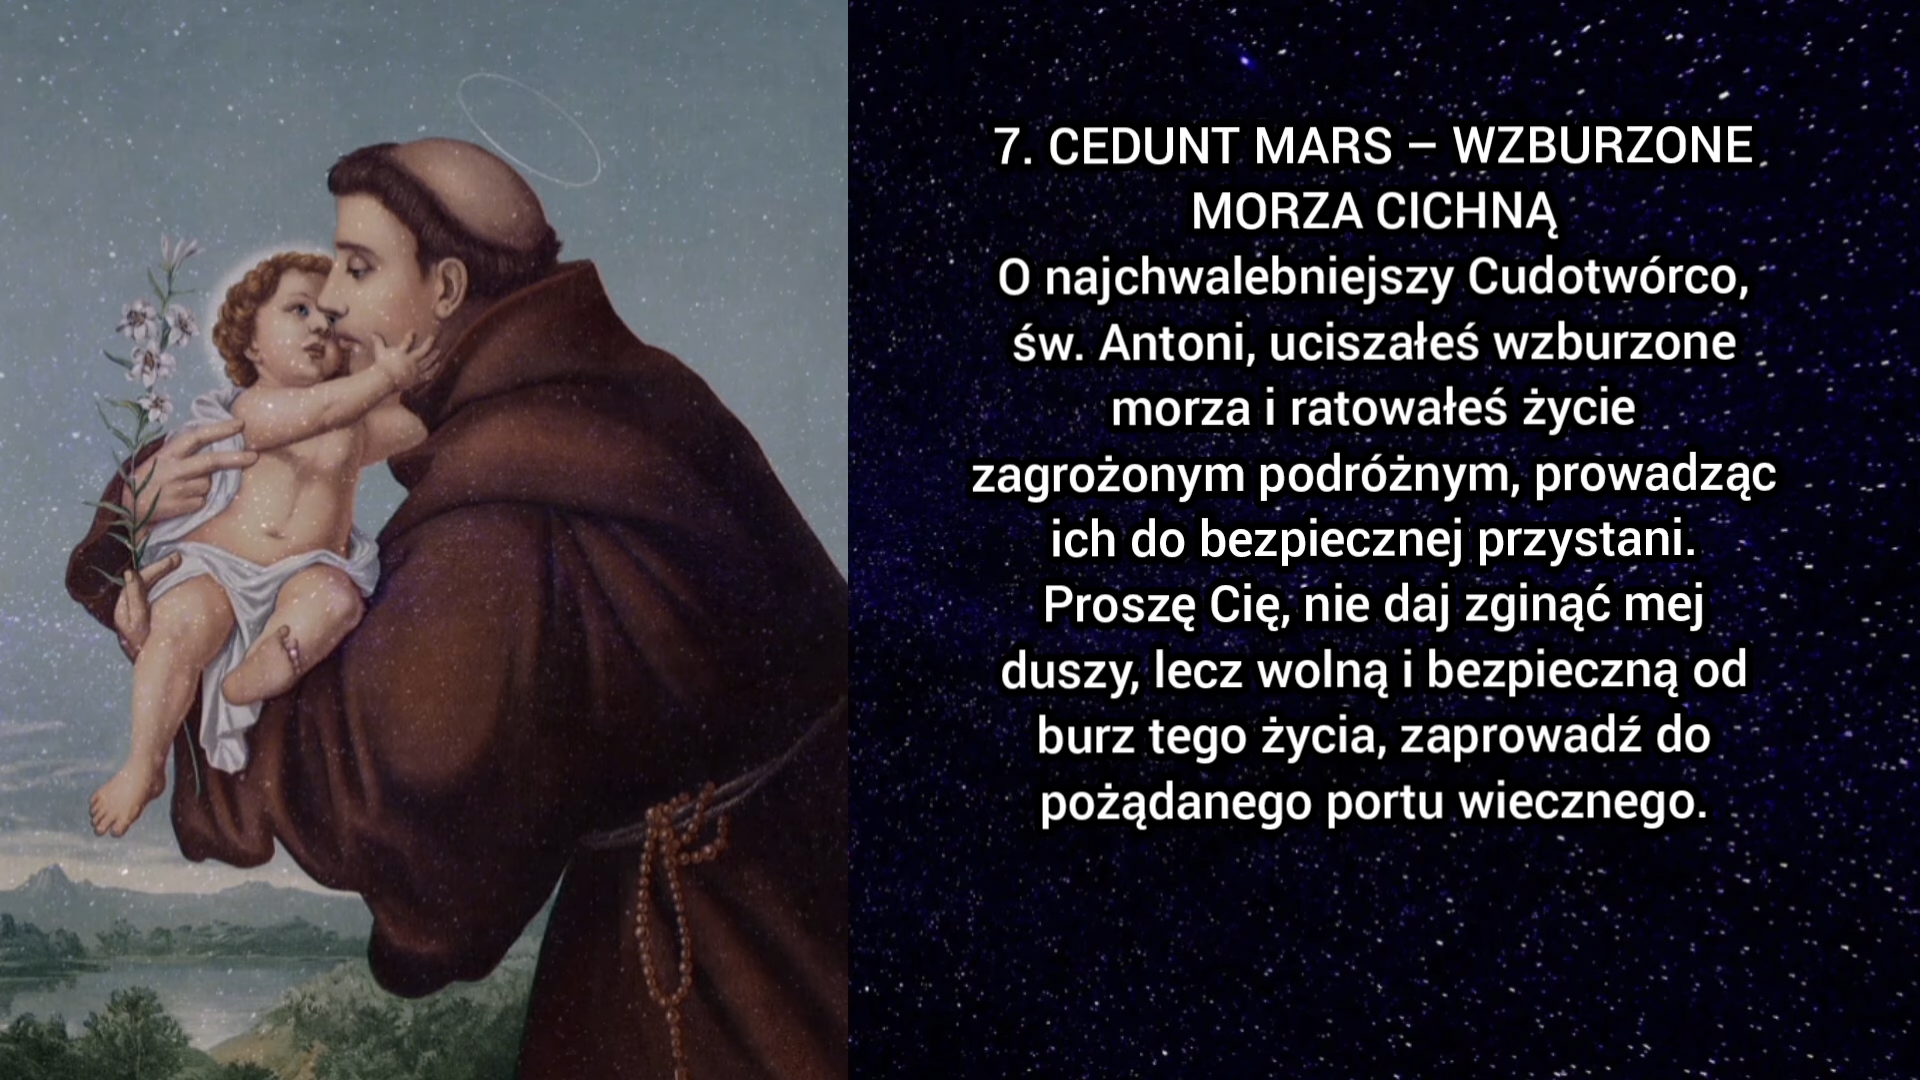 7. CEDUNT MARS – WZBURZONE
MORZA CICHNĄ
O najchwalebniejszy Cudotwórco,
św. Antoni, uciszałeś wzburzone
morza i ratowałeś życie
zagrożonym podróżnym, prowadząc
ich do bezpiecznej przystani.
Proszę Cię, nie daj zginąć mej
duszy, lecz wolną i bezpieczną od
burz tego życia, zaprowadź do
pożądanego portu wiecznego.